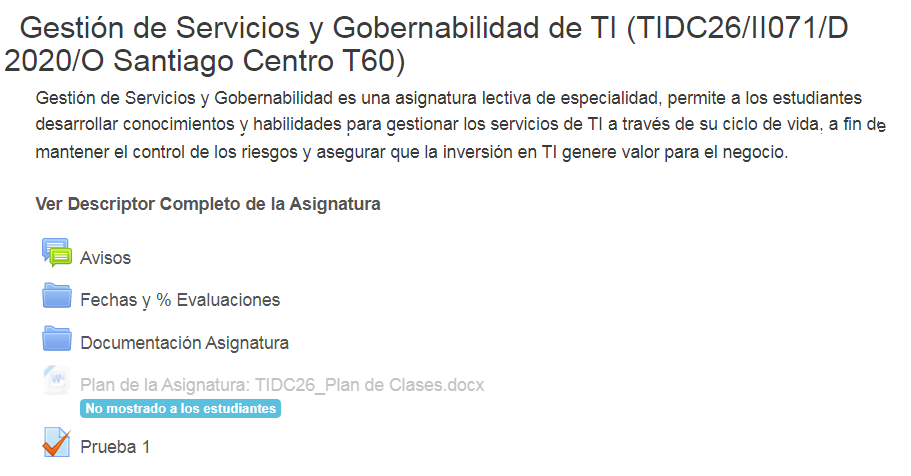 Gestión de Servicios y Gobernabilidad de TI (TIDC26/II071/D
2020/O Santiago Centro T60)
Gestión de Servicios y Gobernabilidad es una asignatura lectiva de especialidad, permite a los estudiantes
desarrollar conocimientos y habilidades para gestionar los servicios de TI a través de su ciclo de vida, a fin de
mantener el control de los riesgos y asegurar que la inversión en TI genere valor para el negocio.
Ver Descriptor Completo de la Asignatura
Avisos
Fechas y % Evaluaciones
Documentación Asignatura
Plan de la Asignatura: TIDC26_Plan de Clases.docx
No mostrado a los estudiantes
Prueba 1